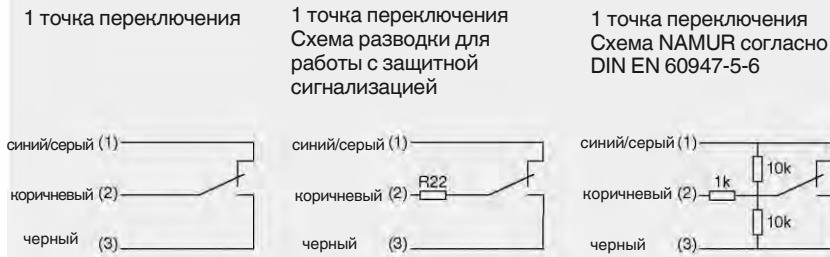 1 точка переключения
синий/серый (1)
коричневый (2)
черный (3)
1 точка переключения
Схема разводки для
работы с защитной
сигнализацией
синий/серый (1)
коричневый (2) R22
черный (3)
1 точка переключения
Схема NAMUR согласно
DIN EN 60947-5-6
синий/серый (1)
10k
коричневый (2) 1k
10k
черный (3)